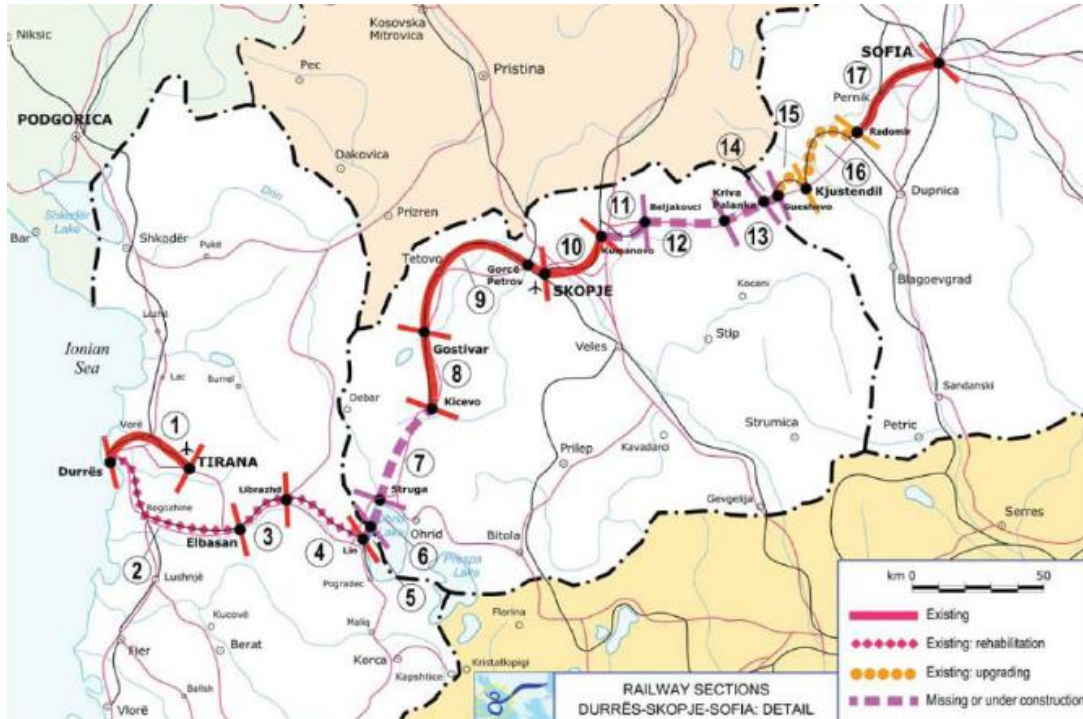 Niksic
Kosovska
Mitrovica
SOFIA
Pec
Pristina
17
Pernik
PODGORICA
15
Radomir
Dakovica
14
16
Drin
Kriva
Palanka
Kjustendil
Dupnica
Shkodër
Lake
Prizren
11
Beljakovci
Gueshevo
Bar
Shkodër
Pukë
10
Kumanovo
12
13
Tetovo
Gorce
Petrov
SKOPJE
Blagoevgrad
9
Kocani
Lezhë
Ionian
Sea
Gostivar
Veles
Stip
Lac
Burrel
8
Sandanski
Debar
Kicevo
Vorë
1
Strumica
Petric
TIRANA
Prilep
Kavadarci
Durrës
7
Librazhd
Struga
Gevgelija
Rogozhine
Ohrid
Serres
Elbasan
3
4
Lin
Bitola
6
Prespa
Lake
2
Lushnjë
Pogradec
5
km 0
50
Kucovë
Florina
Fier
Berat
Maliq
Existing
Korca
Kristallopigi
Existing: rehabilitation
Kapshtice
Existing: upgrading
Ballsh
RAILWAY SECTIONS
Missing or under construction
Vlorë
DURRËS-SKOPJE-SOFIA: DETAIL